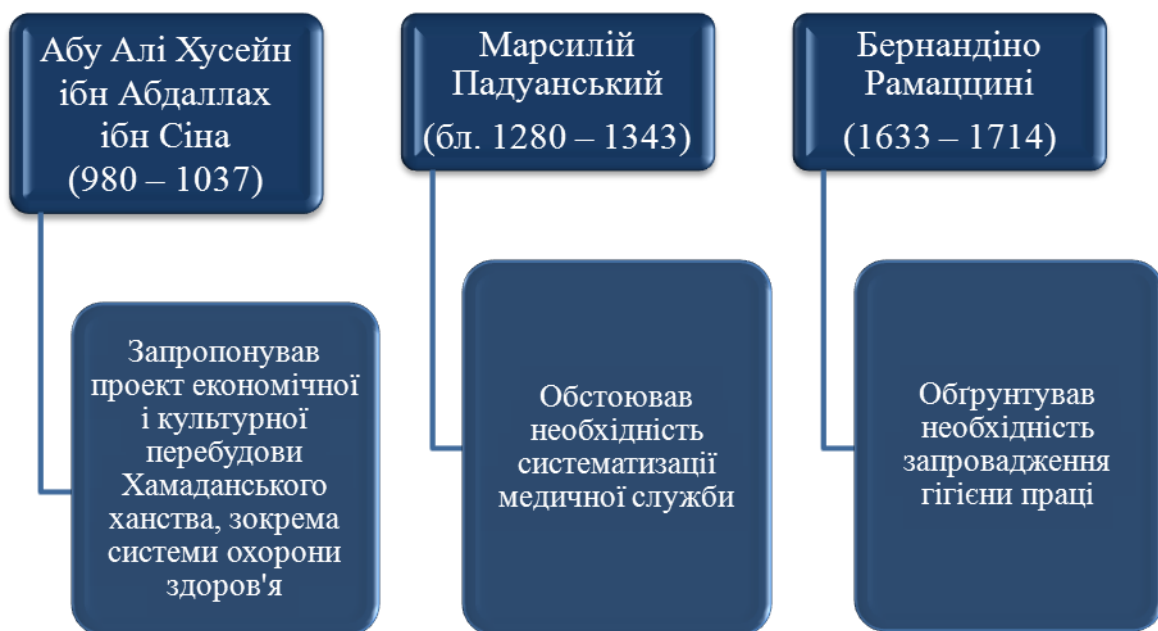 Абу Алі Хусейн
ібн Абдаллах
ібн Сіна
(980 – 1037)
Запропонував
проект економічної
і культурної
перебудови
Хамаданського
ханства, зокрема
системи охорони
здоров'я
Марсилій
Падуанський
(бл. 1280 – 1343)
Обстоював
необхідність
систематизації
медичної служби
Бернандіно
Рамаццині
(1633 – 1714)
Обґрунтував
необхідність
запровадження
гігієни праці